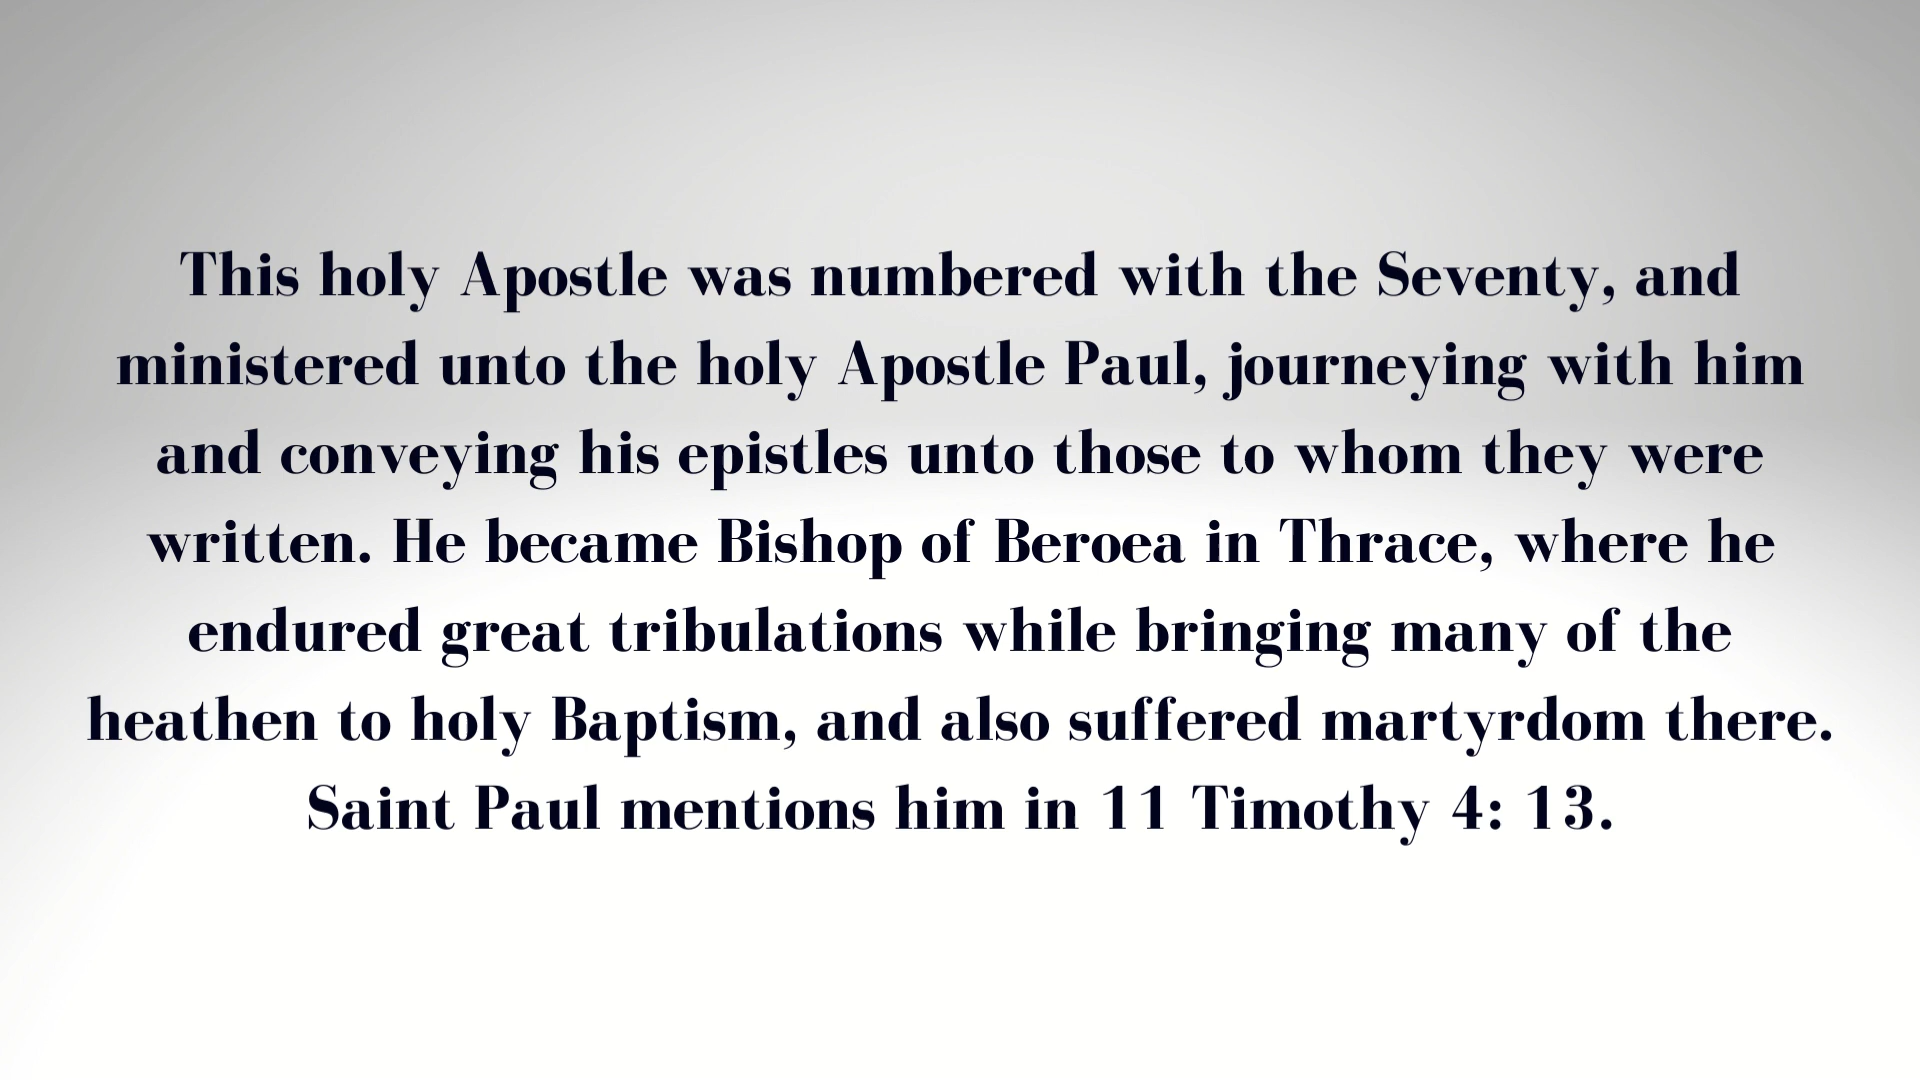 This holy Apostle was numbered with the Seventy, and
ministered unto the holy Apostle Paul, journeying with him
and conveying his epistles unto those to whom they were
written. He became Bishop of Beroea in Thrace, where he
endured great tribulations while bringing many of the
heathen to holy Baptism, and also suffered martyrdom there.
Saint Paul mentions him in 11 Timothy 4: 13.